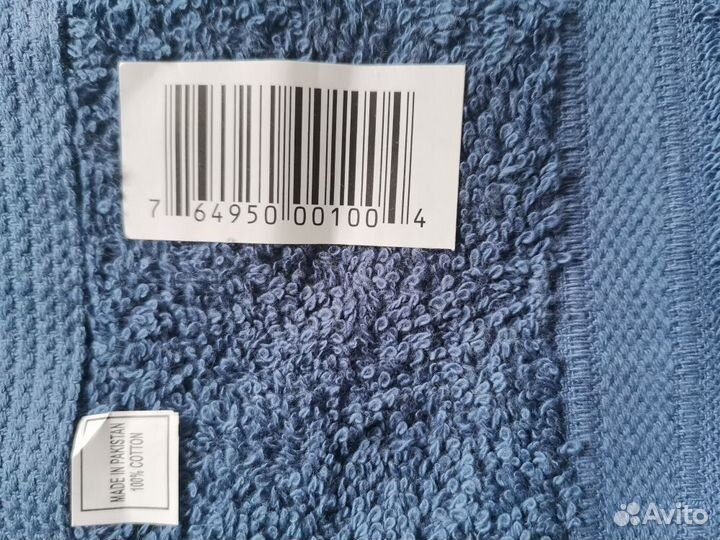 7 64950 00100 4
MADE IN PAKISTAN
100% COTTON
Avito